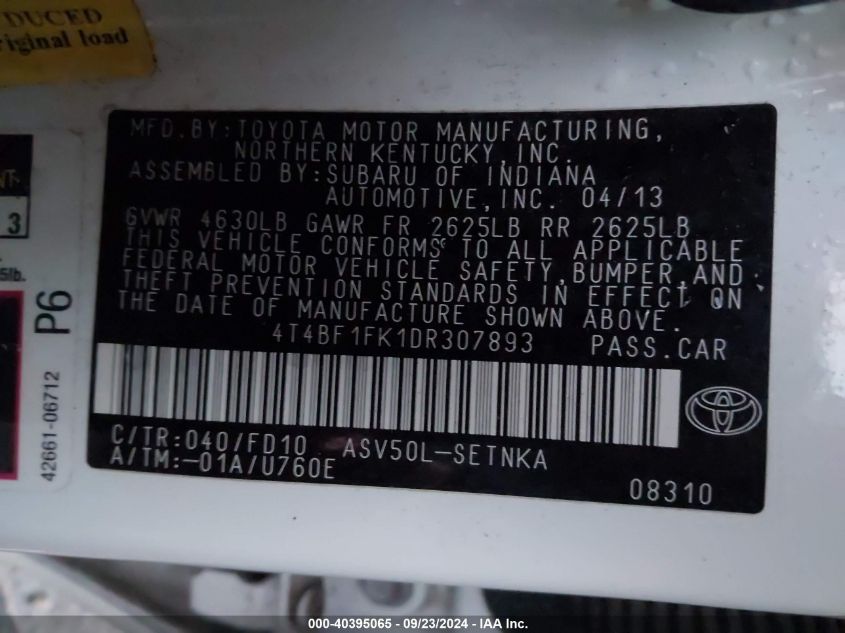 DUCED
riginal load
MFD.BY:TOYOTA MOTOR MANUFACTURING,
NORTHERN KENTUCKY,INC.
ASSEMBLED BY:SUBARU OF INDIANA
AUTOMOTIVE,INC. 04/13
GVWR 4630LB GAWR FR 2625LB RR 2625LB
THIS VEHICLE CONFORMS TO ALL APPLICABLE
FEDERAL MOTOR VEHICLE SAFETY,BUMPER,AND
THEFT PREVENTION STANDARDS IN EFFECT ON
THE DATE OF MANUFACTURE SHOWN ABOVE.
4T4BF1FK1DR307893 PASS.CAR
C/TR:040/FD10 ASV50L-SETNKA
A/TM:-01A/U760E
08310
NT
3
5lb.
P6
42661-06712
000-40395065 - 09/23/2024 - IAA Inc.